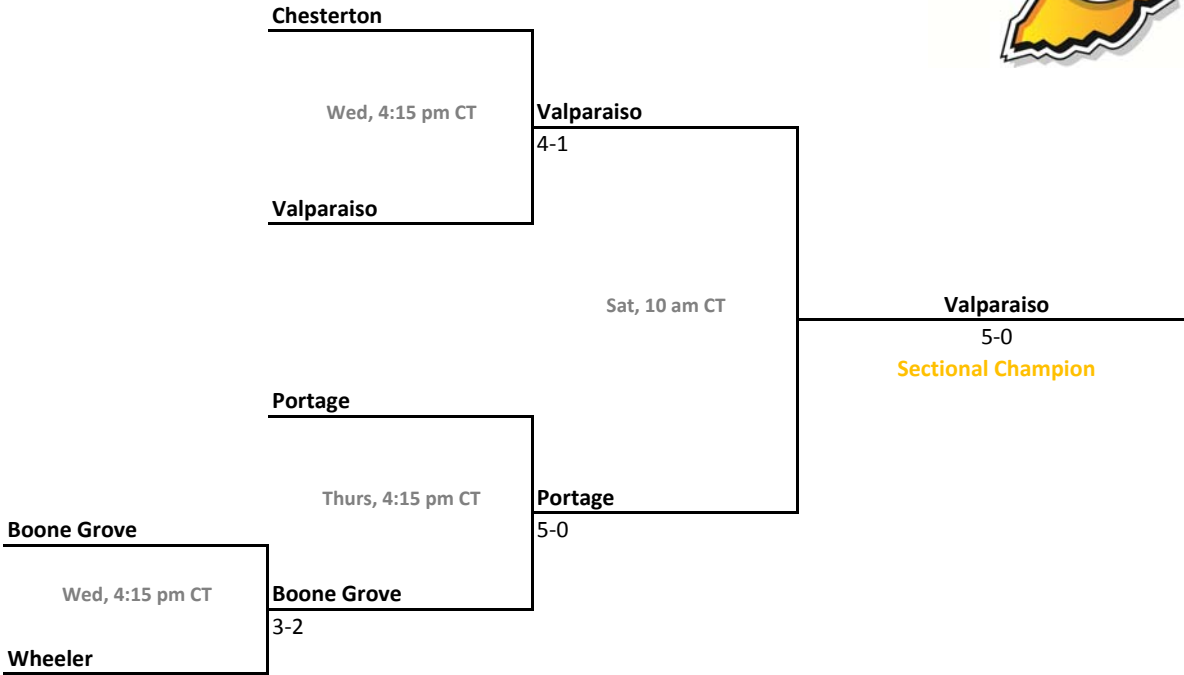 Chesterton
Wed, 4:15 pm CT
Valparaiso
4-1
Valparaiso
Sat, 10 am CT
Valparaiso
5-0
Sectional Champion
Portage
Thurs, 4:15 pm CT
Portage
5-0
Boone Grove
Wed, 4:15 pm CT
Boone Grove
3-2
Wheeler